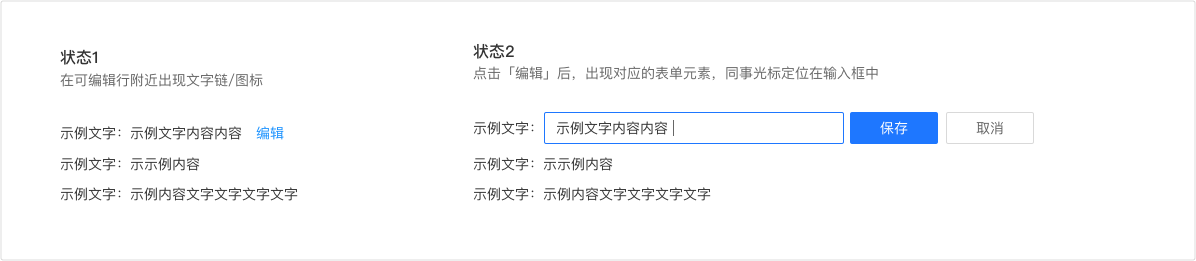 状态1
在可编辑行附近出现文字链/图标
示例文字：示例文字内容内容 编辑
示例文字：示示例内容
示例文字：示例内容文字文字文字文字
状态2
点击「编辑」后，出现对应的表单元素，同事光标定位在输入框中
示例文字：示例文字内容内容 保存 取消
示例文字：示示例内容
示例文字：示例内容文字文字文字文字